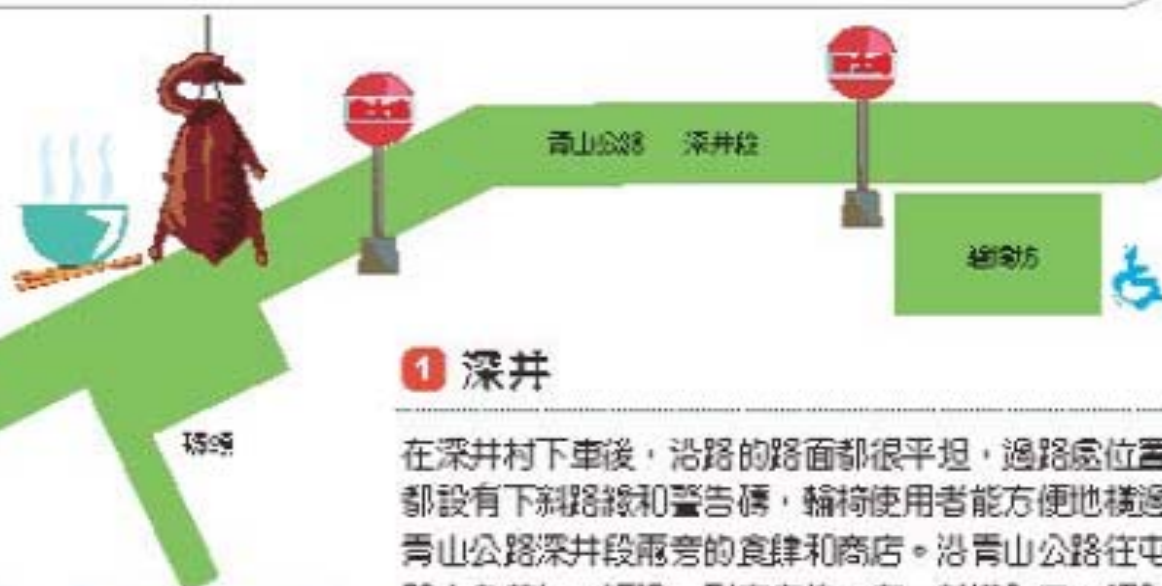 青山公路 深井段
碼頭
1 深井
在深井村下車後，沿路的路面都很平坦，過路處位置
都設有下斜路緣和警告磚，輪椅使用者能方便地橫過
青山公路深井段兩旁的食肆和商店。沿青山公路往屯